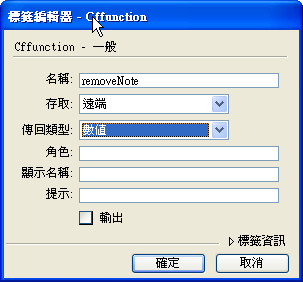 標籤編輯器 - Cffunction
Cffunction - 一般
名稱: removeNote
存取: 遠端
傳回類型: 數值
角色:
顯示名稱:
提示:
輸出
標籤資訊
確定 取消